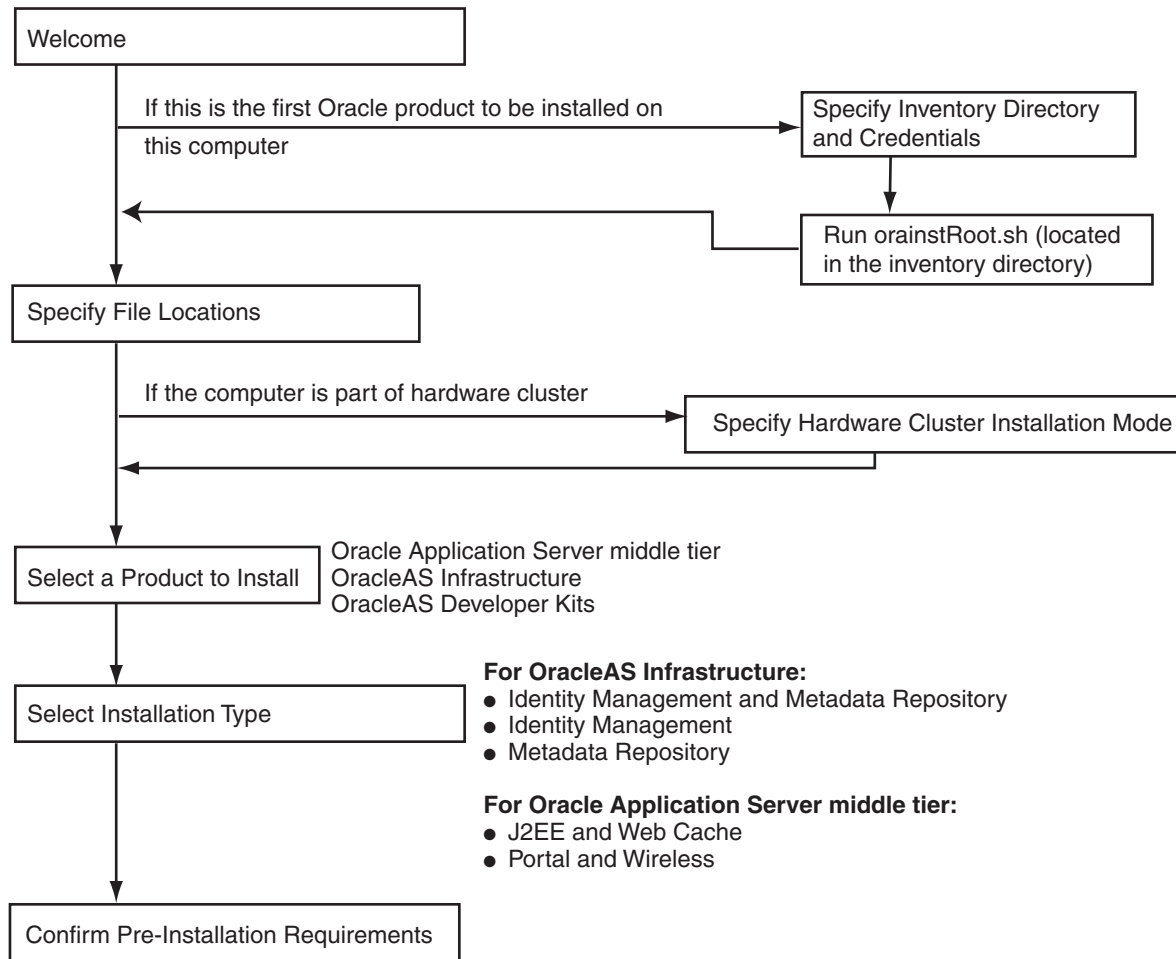 Welcome
If this is the first Oracle product to be installed on
this computer
Specify Inventory Directory
and Credentials
Run orainstRoot.sh (located
in the inventory directory)
Specify File Locations
If the computer is part of hardware cluster
Specify Hardware Cluster Installation Mode
Select a Product to Install
Oracle Application Server middle tier
OracleAS Infrastructure
OracleAS Developer Kits
Select Installation Type
For OracleAS Infrastructure:
● Identity Management and Metadata Repository
● Identity Management
● Metadata Repository
For Oracle Application Server middle tier:
● J2EE and Web Cache
● Portal and Wireless
Confirm Pre-Installation Requirements